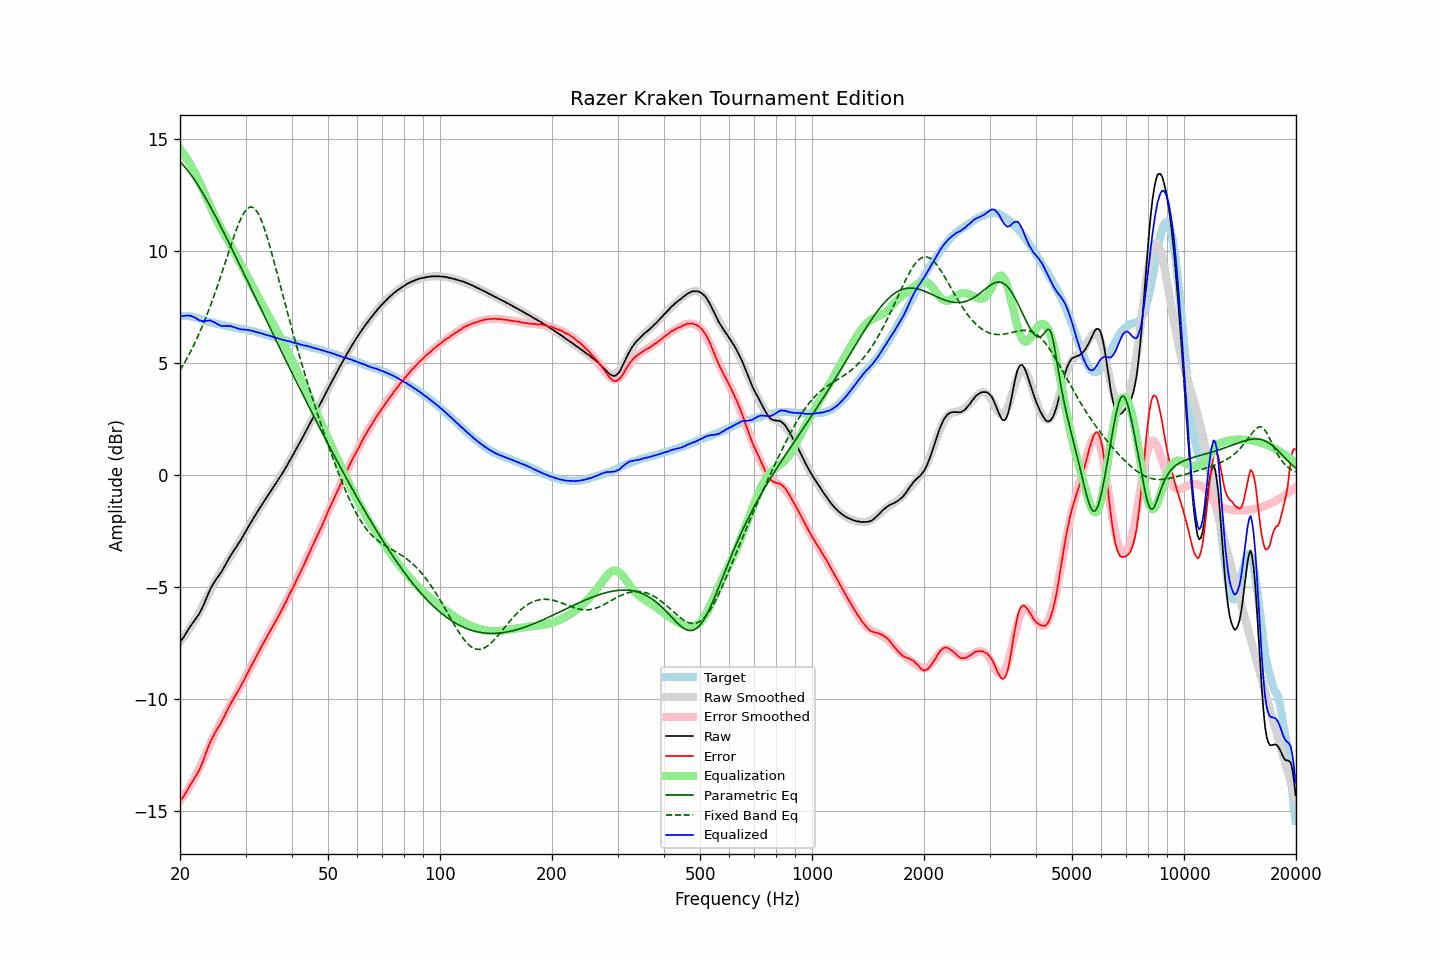 Razer Kraken Tournament Edition
Amplitude (dBr)
15
10
5
0
−5
−10
−15
Target
Raw Smoothed
Error Smoothed
Raw
Error
Equalization
Parametric Eq
Fixed Band Eq
Equalized
20 50 100 200 500 1000 2000 5000 10000 20000
Frequency (Hz)